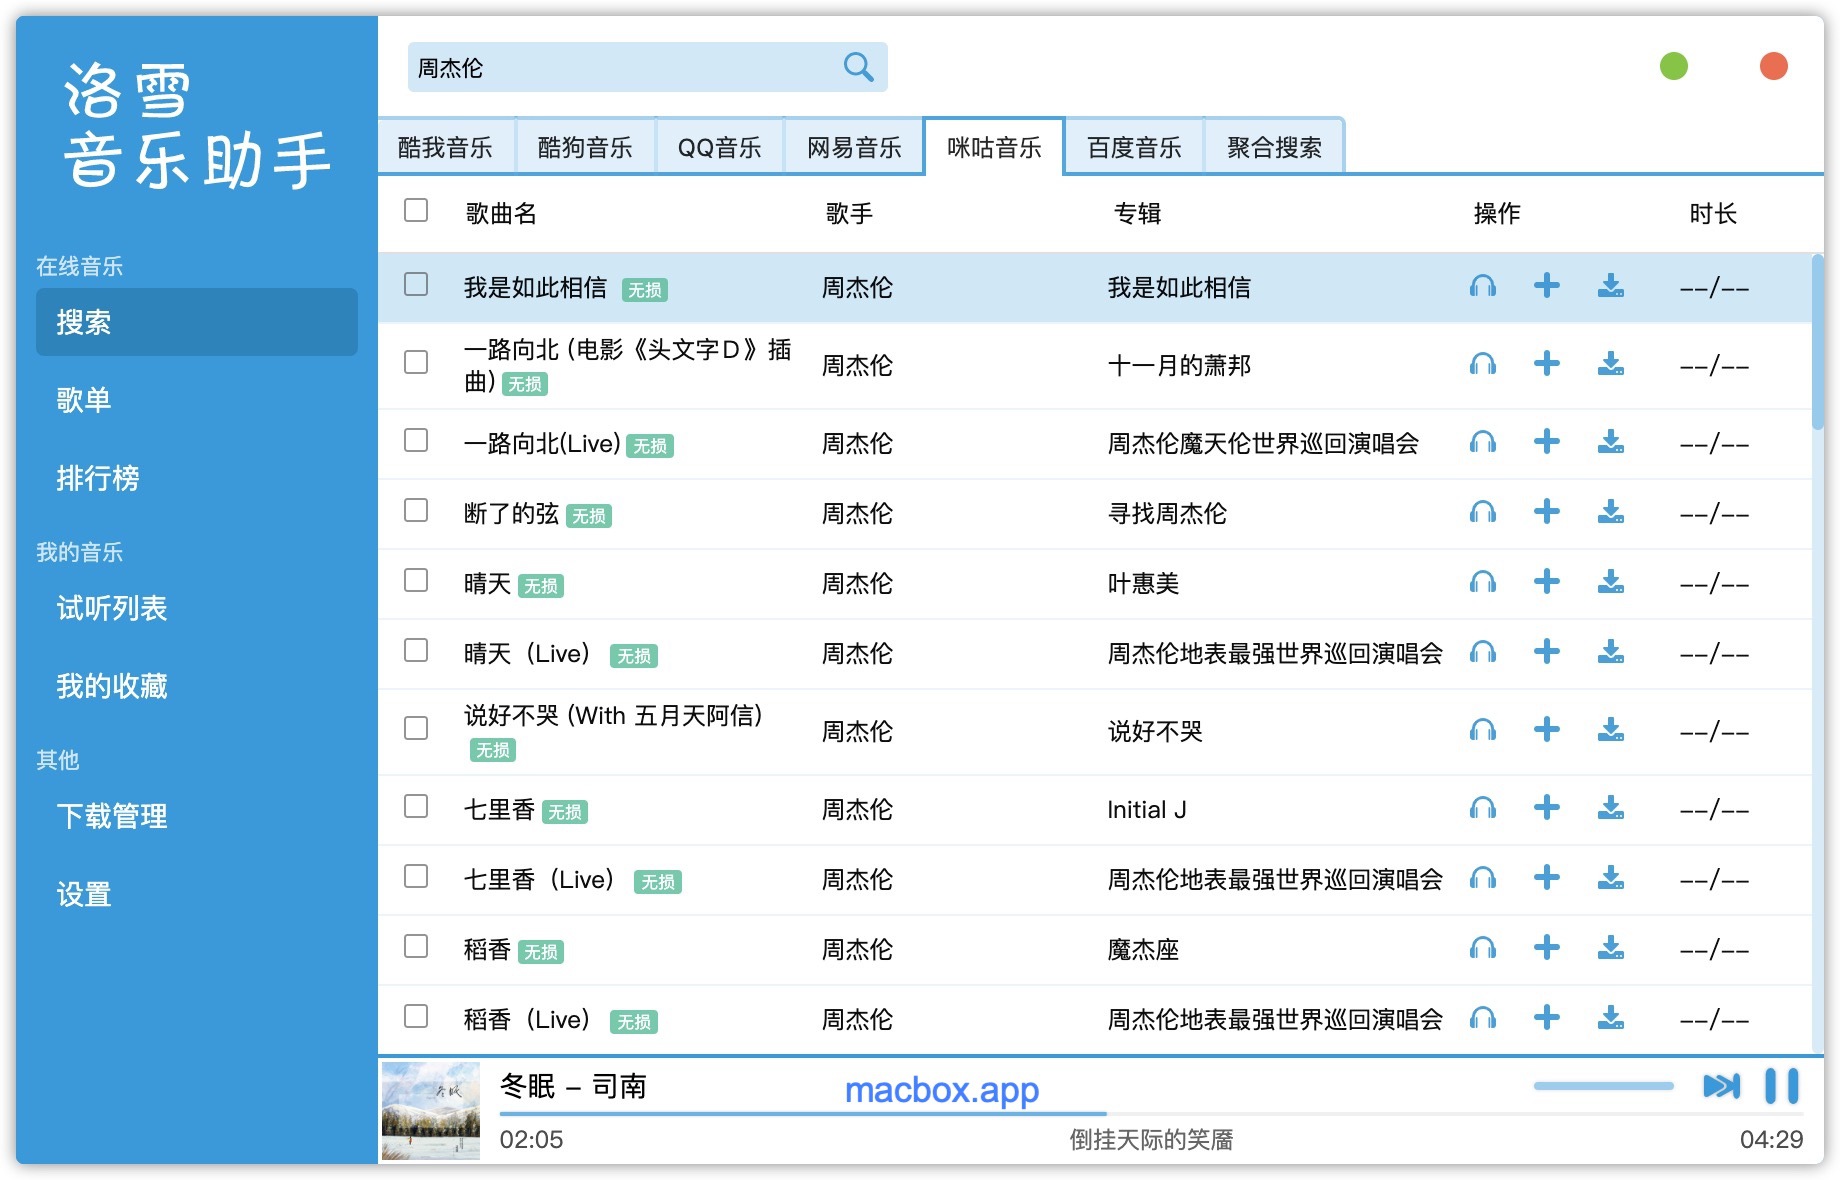 洛雪
音乐助手
在线音乐
搜索
歌单
排行榜
我的音乐
试听列表
我的收藏
其他
下载管理
设置
周杰伦
酷我音乐 酷狗音乐 QQ音乐 网易音乐 咪咕音乐 百度音乐 聚合搜索
歌曲名 歌手 专辑 操作 时长
我是如此相信 无损 周杰伦 我是如此相信 --/--
一路向北 (电影《头文字D》插
曲) 无损 周杰伦 十一月的萧邦 --/--
一路向北(Live) 无损 周杰伦 周杰伦魔天伦世界巡回演唱会 --/--
断了的弦 无损 周杰伦 寻找周杰伦 --/--
晴天 无损 周杰伦 叶惠美 --/--
晴天（Live） 无损 周杰伦 周杰伦地表最强世界巡回演唱会 --/--
说好不哭 (With 五月天阿信)
无损 周杰伦 说好不哭 --/--
七里香 无损 周杰伦 Initial J --/--
七里香（Live） 无损 周杰伦 周杰伦地表最强世界巡回演唱会 --/--
稻香 无损 周杰伦 魔杰座 --/--
稻香（Live） 无损 周杰伦 周杰伦地表最强世界巡回演唱会 --/--
冬眠
冬眠 - 司南
macbox.app
02:05 倒挂天际的笑靥 04:29